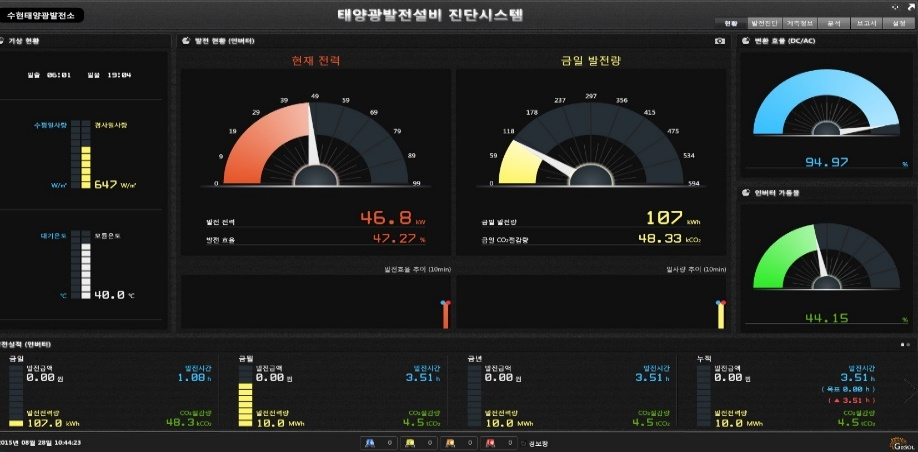 수현태양광발전소
태양광발전설비 진단시스템
현황 발전진단 계측정보 분석 보고서 설정
기상 현황
일출 06:01 일몰 19:04
수평일사량 경사일사량
W/㎡ 647 W/㎡
대기온도 모듈온도
℃ 40.0 ℃
발전 현황 (인버터)
현재 전력
0 9 19 29 39 49 59 69 79 89 99
발전 전력 46.8 kW
발전 효율 47.27 %
금일 발전량
0 59 118 178 237 297 356 415 475 534 594
금일 발전량 107 kWh
금일 CO₂절감량 48.33 kCO₂
발전효율 추이 (10min)
일사량 추이 (10min)
변환 효율 (DC/AC)
94.97 %
인버터 가동률
44.15 %
전실적 (인버터)
금일
발전금액 발전시간
0.00 원 1.08 h
발전전력량 CO₂절감량
107.0 kWh 48.3 kCO₂
금월
발전금액 발전시간
0.00 원 3.51 h
발전전력량 CO₂절감량
10.0 MWh 4.5 tCO₂
금년
발전금액 발전시간
0.00 원 3.51 h
발전전력량 CO₂절감량
10.0 MWh 4.5 tCO₂
누적
발전금액 발전시간
0.00 원 3.51 h
( 목표 0.00 h )
( ▲ 3.51 h )
발전전력량 CO₂절감량
10.0 MWh 4.5 tCO₂
2015년 08월 28일 10:44:23
0 0 0 0 경보창